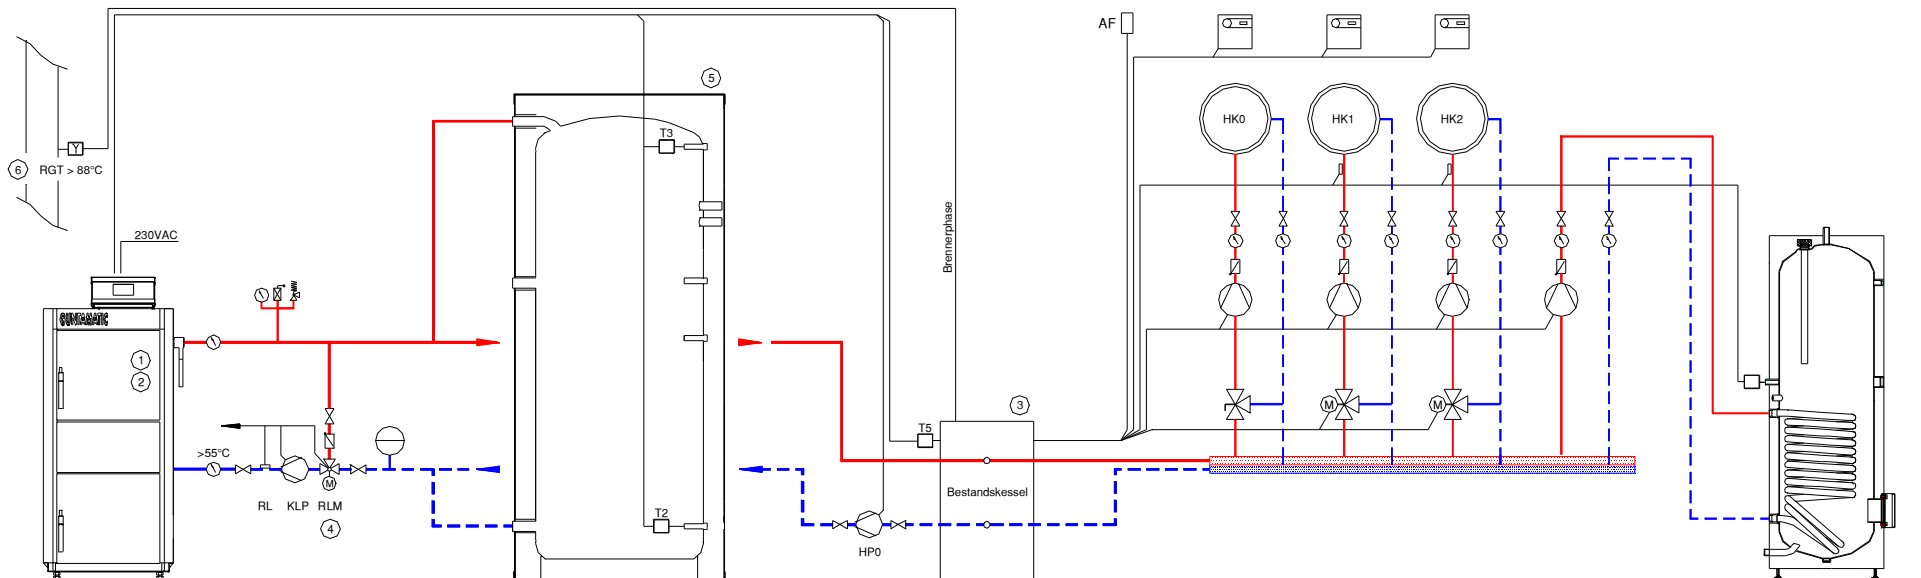 AF
5
HK0
HK1
HK2
T3
Y
6
RGT > 88°C
Brennerphase
230VAC
GUNTAMATIC
1
2
3
M
M
T5
>55°C
M
Bestandskessel
RL
KLP
RLM
T2
4
HP0